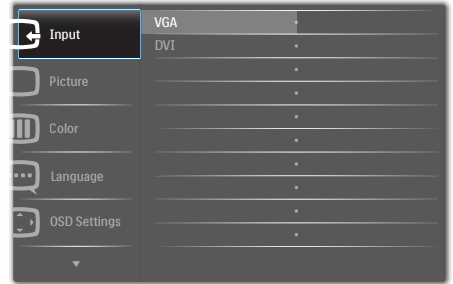 Input
VGA
DVI
Picture
Color
Language
OSD Settings